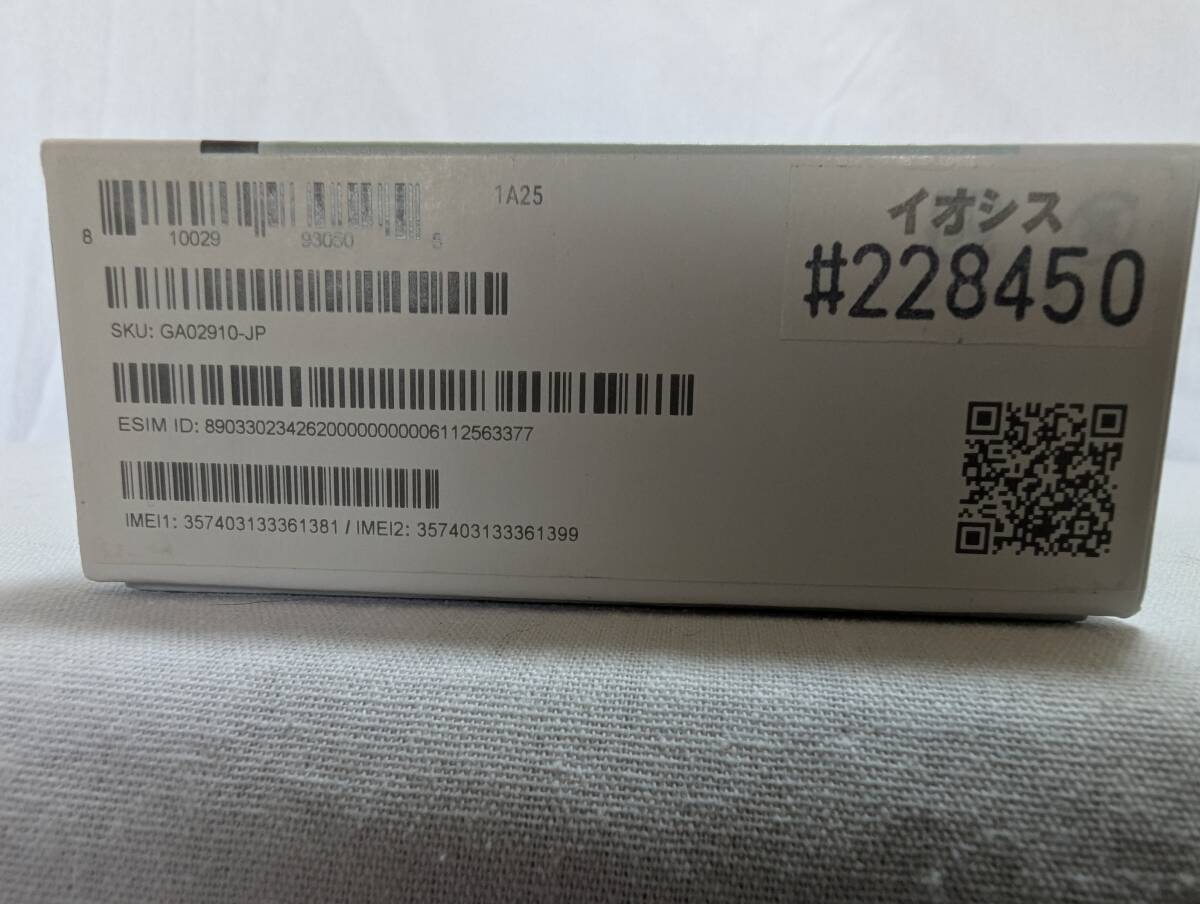 8 10029 93050 5
1A25
イオシス
#228450
SKU: GA02910-JP
ESIM ID: 89033023426200000000006112563377
IMEI1: 357403133361381 / IMEI2: 357403133361399